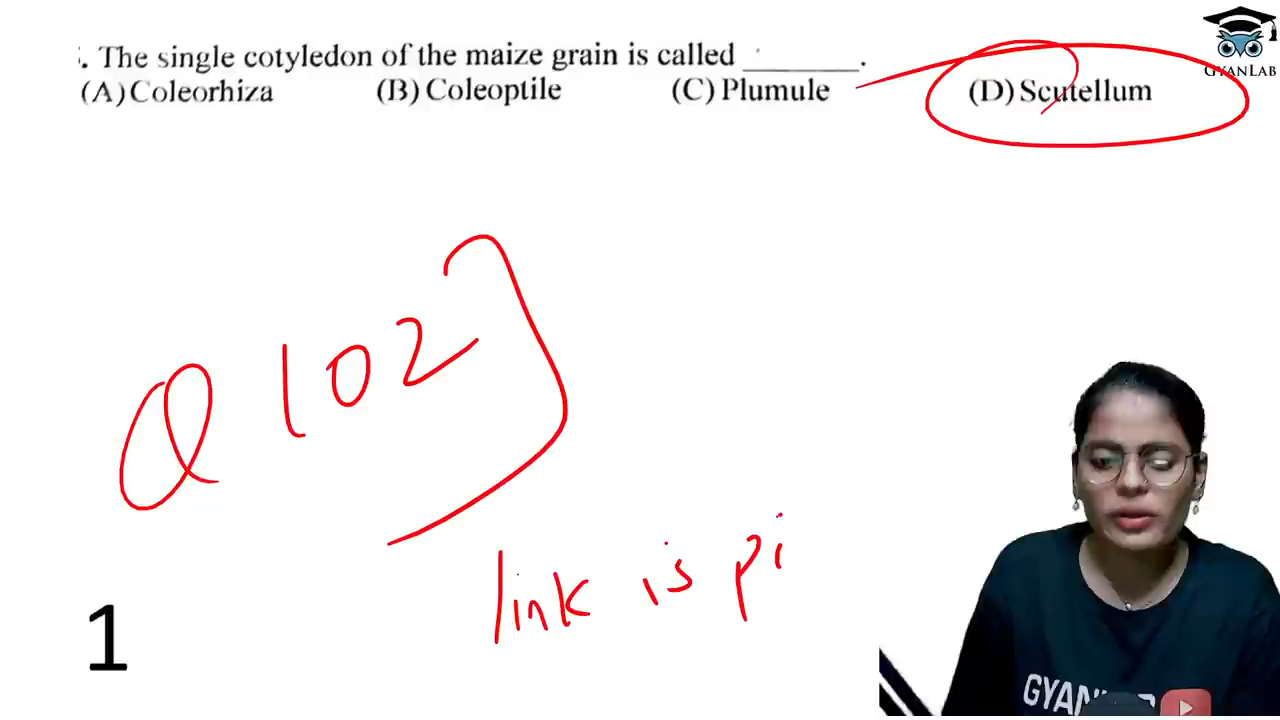 . The single cotyledon of the maize grain is called ________.
(A) Coleorhiza (B) Coleoptile (C) Plumule (D) Scutellum
GYANLAB
Q 102
link is pi
1